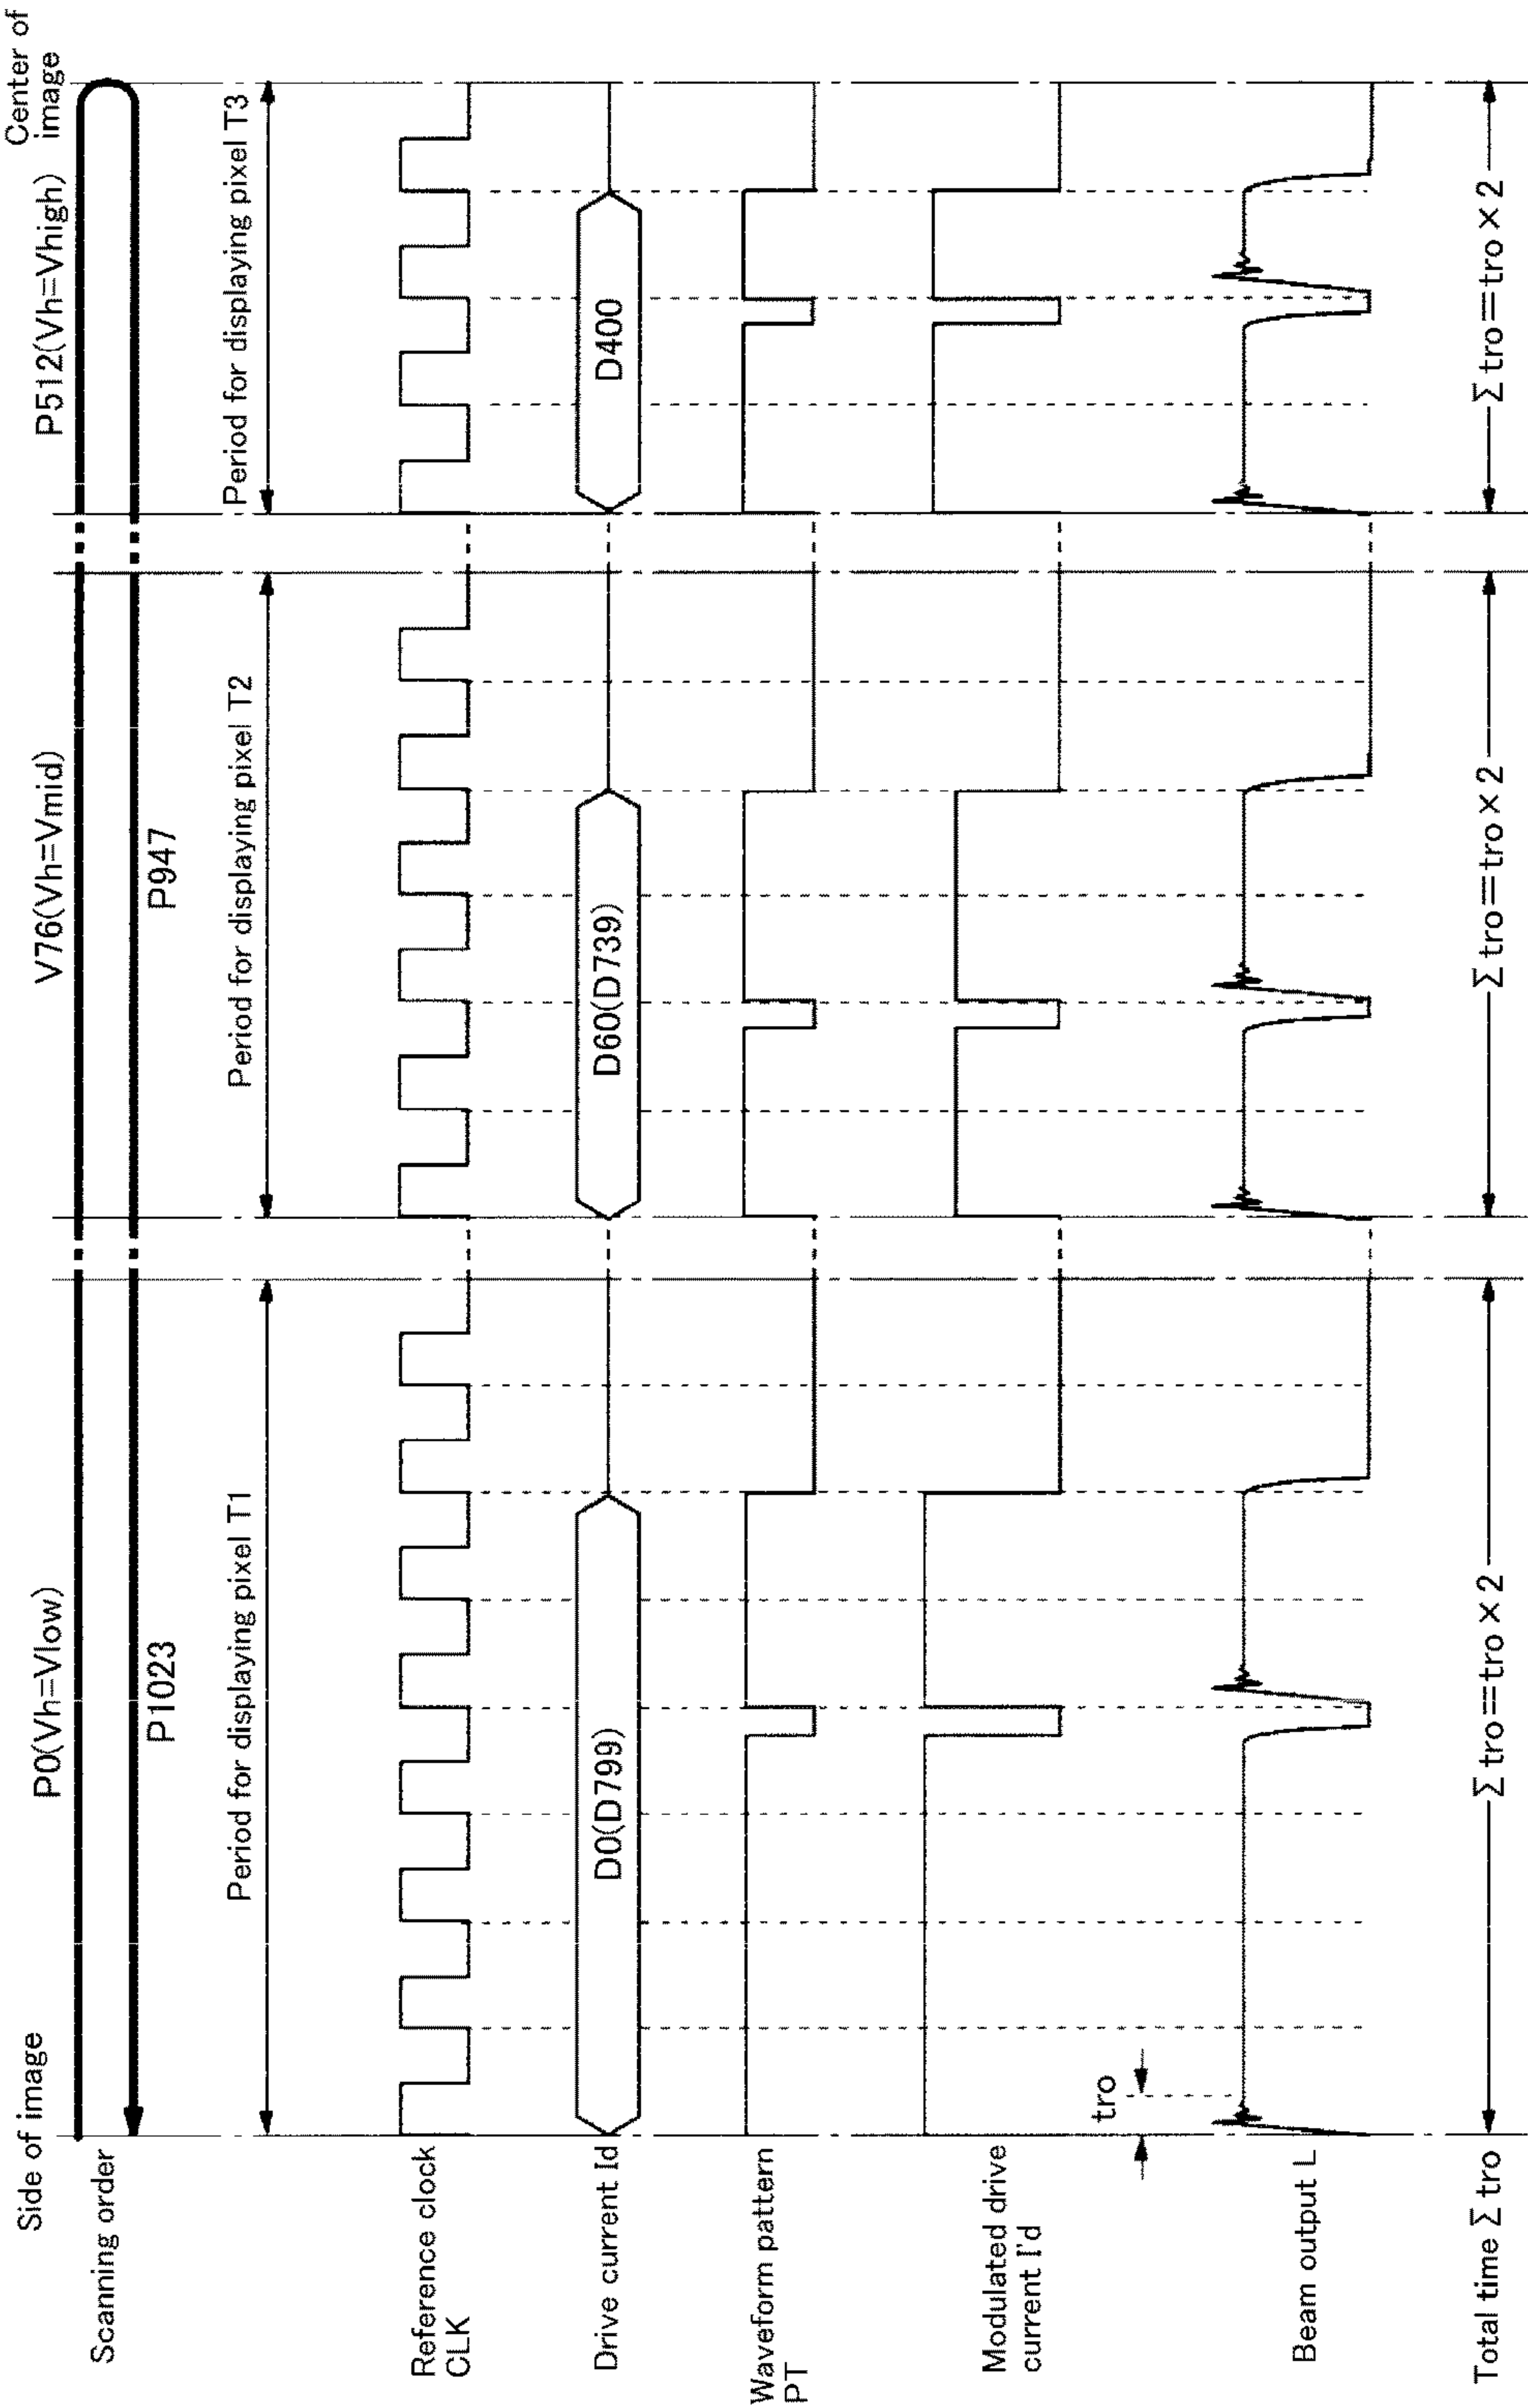 Side of image
Center of
image
P0(Vh=Vlow)
V76(Vh=Vmid)
P512(Vh=Vhigh)
Scanning order
P1023
P947
Period for displaying pixel T1
Period for displaying pixel T2
Period for displaying pixel T3
Reference clock
CLK
Drive current Id
D0(D799)
D60(D739)
D400
Waveform pattern
PT
Modulated drive
current I'd
tro
Beam output L
Total time Σ tro
Σ tro=tro×2
Σ tro=tro×2
Σ tro=tro×2